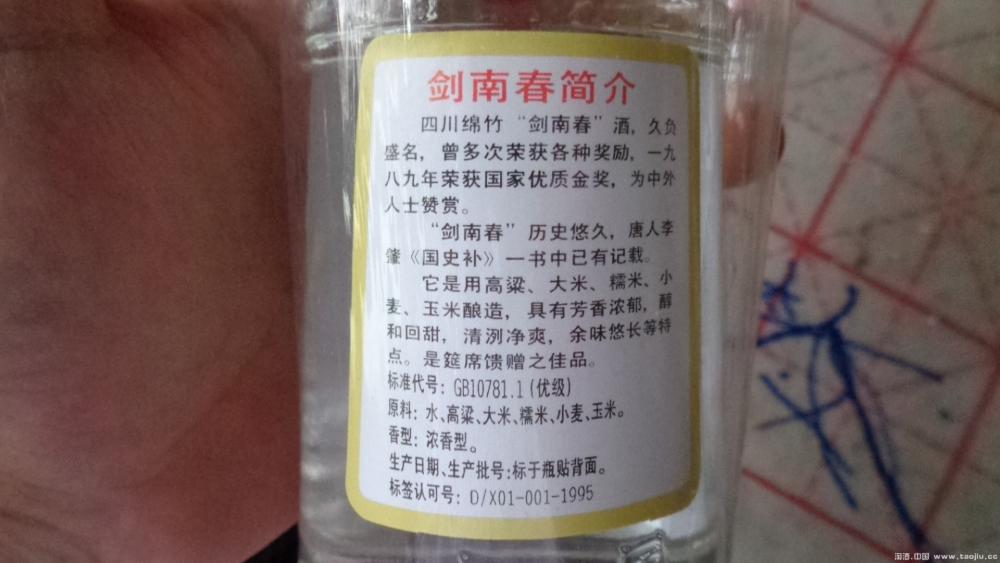 剑南春简介
四川绵竹“剑南春”酒，久负
盛名，曾多次荣获各种奖励，一九
八九年荣获国家优质金奖，为中外
人士赞赏。
“剑南春”历史悠久，唐人李
肇《国史补》一书中已有记载。
它是用高粱、大米、糯米、小
麦、玉米酿造，具有芳香浓郁，醇
和回甜，清洌净爽，余味悠长等特
点。是筵席馈赠之佳品。
标准代号：GB10781.1(优级)
原料：水、高粱、大米、糯米、小麦、玉米。
香型：浓香型。
生产日期、生产批号：标于瓶贴背面。
标签认可号：D/X01-001-1995
淘酒.中国 www.taojiu.cc